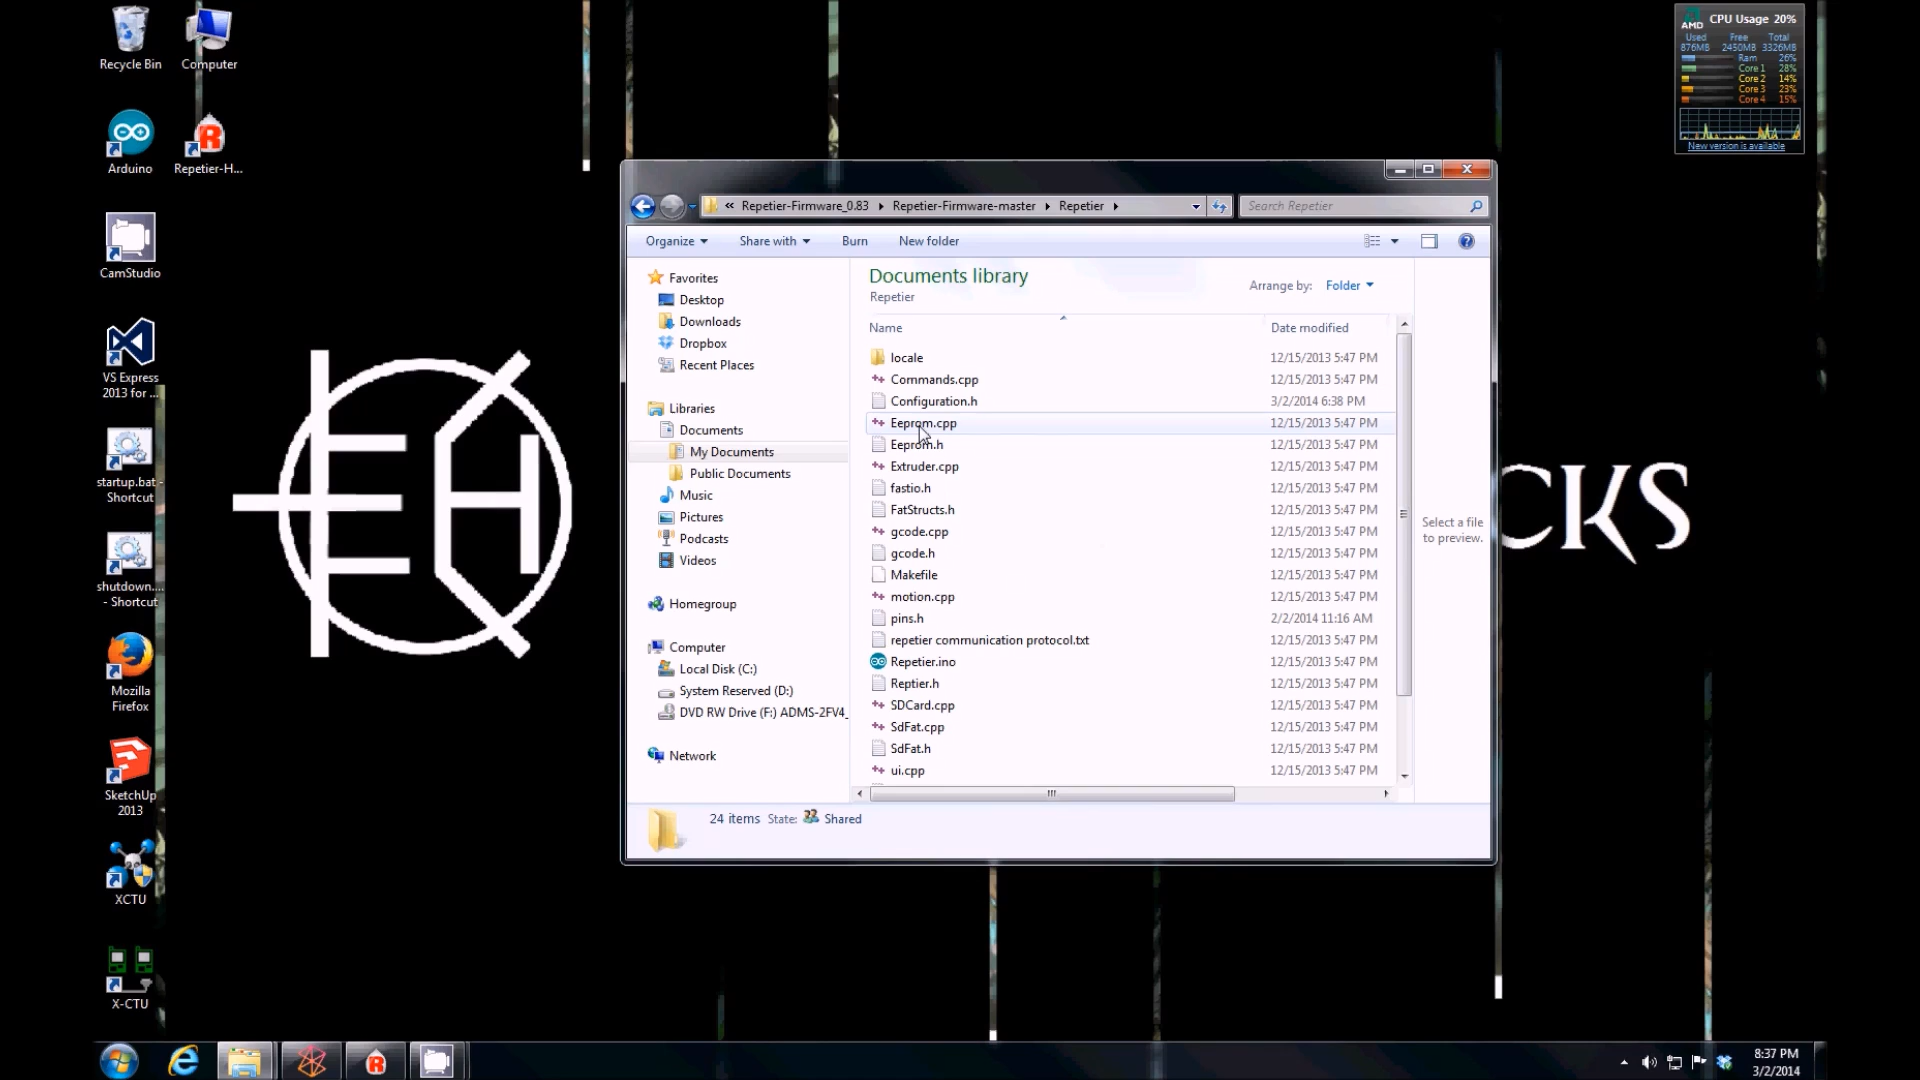 Recycle Bin
Computer
Arduino
Repetier-H...
CamStudio
VS Express
2013 for ...
startup.bat -
Shortcut
shutdown....
- Shortcut
Mozilla
Firefox
SketchUp
2013
XCTU
X-CTU
EH
CKS
AMD
CPU Usage 20%
Used Free Total
876MB 2450MB 3326MB
Ram 26%
Core 1 28%
Core 2 14%
Core 3 23%
Core 4 15%
New version is available
« Repetier-Firmware_0.83 Repetier-Firmware-master Repetier
Search Repetier
Organize Share with Burn New folder
Favorites
Desktop
Downloads
Dropbox
Recent Places
Libraries
Documents
My Documents
Public Documents
Music
Pictures
Podcasts
Videos
Homegroup
Computer
Local Disk (C:)
System Reserved (D:)
DVD RW Drive (F:) ADMS-2FV4_
Network
Documents library
Repetier
Arrange by: Folder
Name Date modified
locale 12/15/2013 5:47 PM
Commands.cpp 12/15/2013 5:47 PM
Configuration.h 3/2/2014 6:38 PM
Eeprom.cpp 12/15/2013 5:47 PM
Eeprom.h 12/15/2013 5:47 PM
Extruder.cpp 12/15/2013 5:47 PM
fastio.h 12/15/2013 5:47 PM
FatStructs.h 12/15/2013 5:47 PM
gcode.cpp 12/15/2013 5:47 PM
gcode.h 12/15/2013 5:47 PM
Makefile 12/15/2013 5:47 PM
motion.cpp 12/15/2013 5:47 PM
pins.h 2/2/2014 11:16 AM
repetier communication protocol.txt 12/15/2013 5:47 PM
Repetier.ino 12/15/2013 5:47 PM
Reptier.h 12/15/2013 5:47 PM
SDCard.cpp 12/15/2013 5:47 PM
SdFat.cpp 12/15/2013 5:47 PM
SdFat.h 12/15/2013 5:47 PM
ui.cpp 12/15/2013 5:47 PM
Select a file
to preview.
24 items State: Shared
8:37 PM
3/2/2014